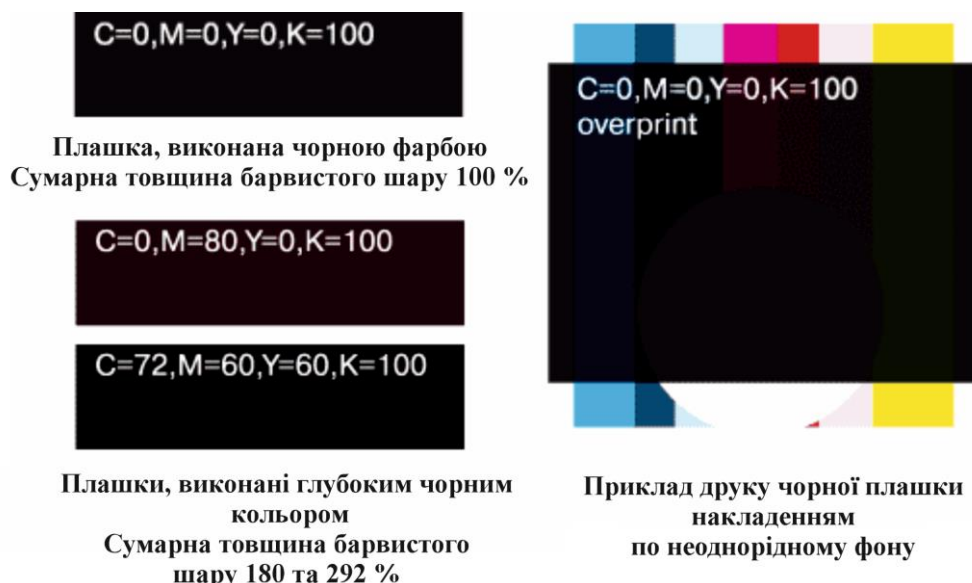 C=0,M=0,Y=0,K=100
Плашка, виконана чорною фарбою
Сумарна товщина барвистого шару 100 %
C=0,M=80,Y=0,K=100
C=72,M=60,Y=60,K=100
Плашки, виконані глубоким чорним
кольором
Сумарна товщина барвистого
шару 180 та 292 %
C=0,M=0,Y=0,K=100
overprint
Приклад друку чорної плашки
накладенням
по неоднорідному фону